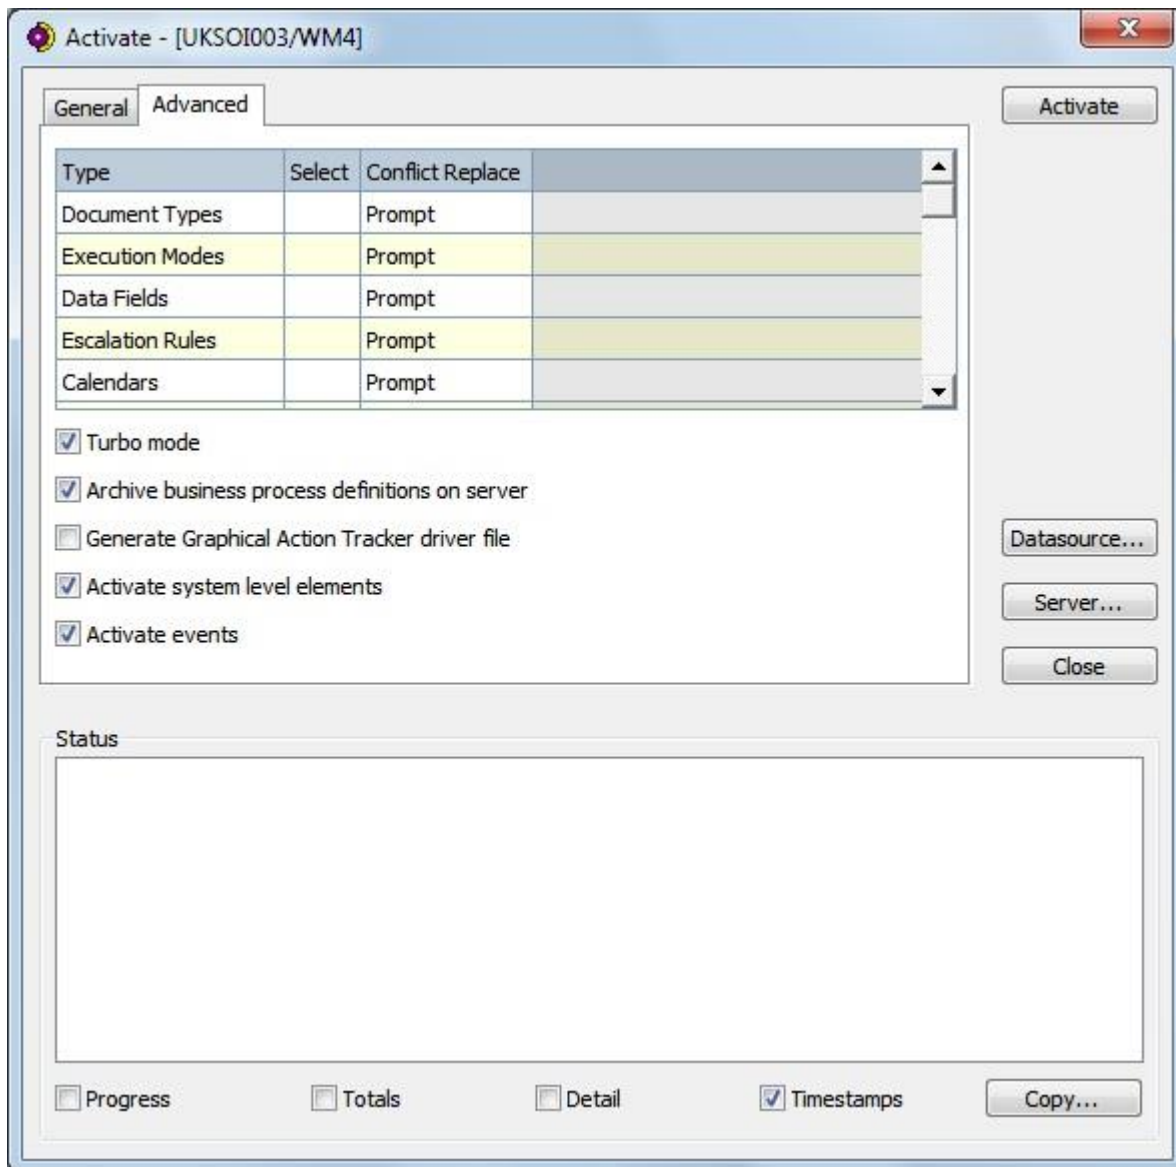 Activate - [UKSOI003/WM4]
General Advanced Activate
Type Select Conflict Replace
Document Types Prompt
Execution Modes Prompt
Data Fields Prompt
Escalation Rules Prompt
Calendars Prompt
Turbo mode
Archive business process definitions on server
Generate Graphical Action Tracker driver file
Datasource...
Activate system level elements
Server...
Activate events
Close
Status
Progress Totals Detail Timestamps Copy...